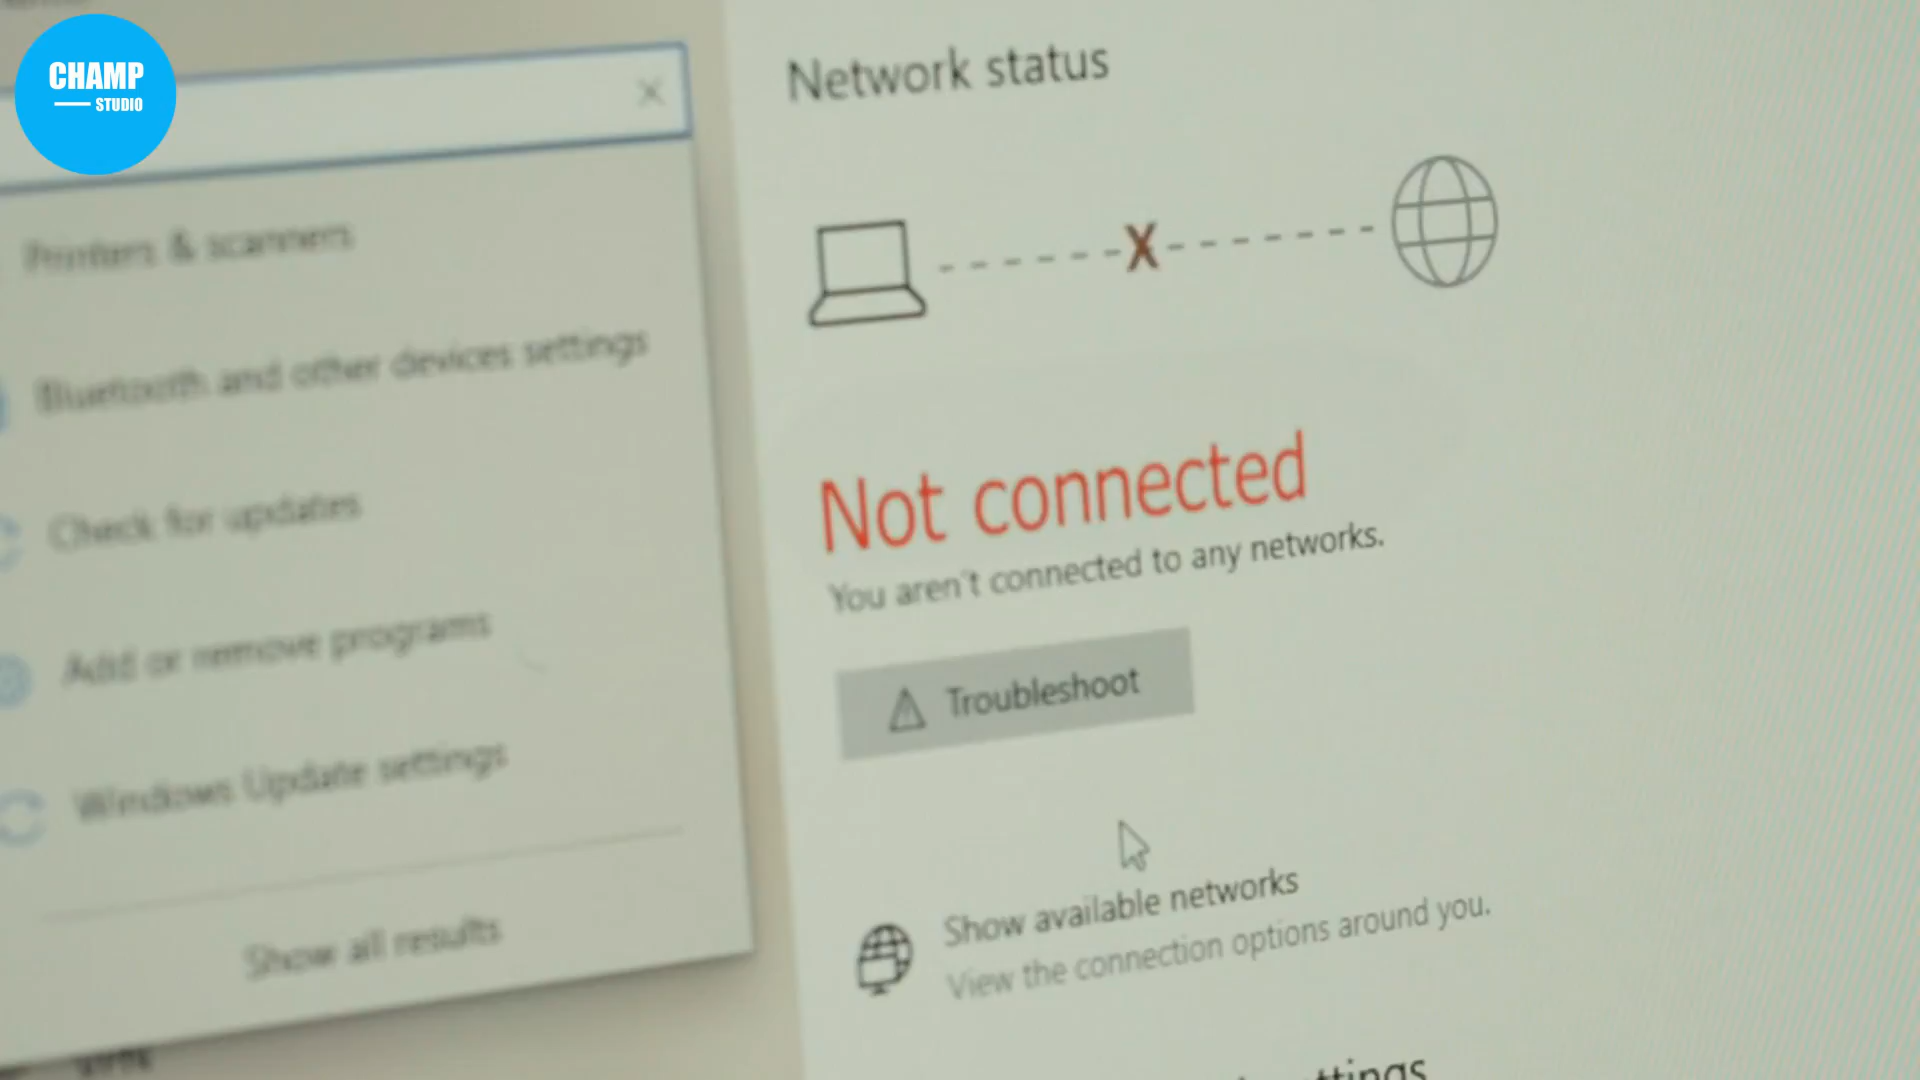 CHAMP
STUDIO
Printers & scanners
Bluetooth and other devices settings
Check for updates
Add or remove programs
Windows Update settings
Show all results
Network status
X
Not connected
You aren't connected to any networks.
Troubleshoot
Show available networks
View the connection options around you.